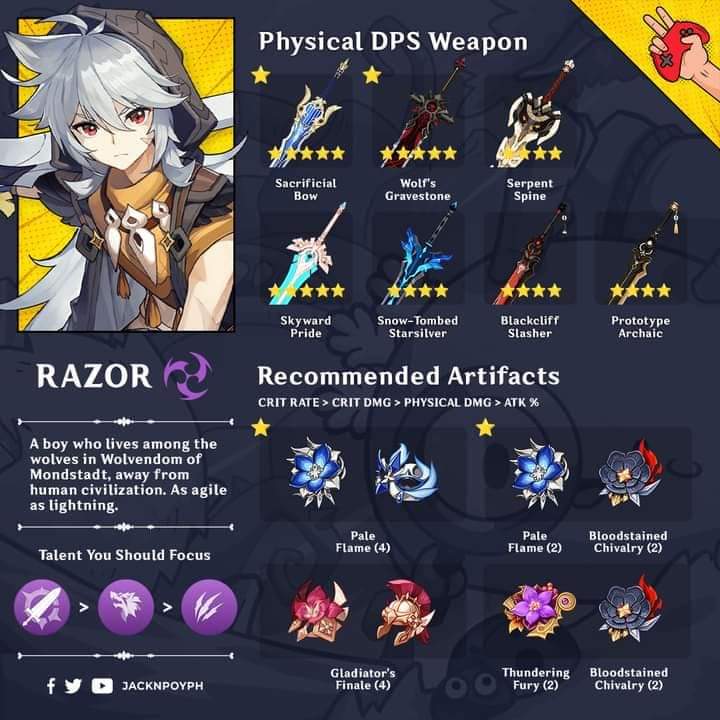 Physical DPS Weapon
Sacrificial
Bow
Wolf's
Gravestone
Serpent
Spine
Skyward
Pride
Snow-Tombed
Starsilver
Blackcliff
Slasher
Prototype
Archaic
RAZOR
A boy who lives among the
wolves in Wolvendom of
Mondstadt, away from
human civilization. As agile
as lightning.
Talent You Should Focus
> >
JACKNPOYPH
Recommended Artifacts
CRIT RATE > CRIT DMG > PHYSICAL DMG > ATK %
Pale
Flame (4)
Pale
Flame (2)
Bloodstained
Chivalry (2)
Gladiator's
Finale (4)
Thundering
Fury (2)
Bloodstained
Chivalry (2)